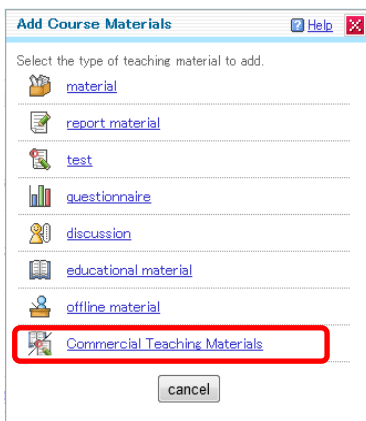 Add Course Materials
? Help X
Select the type of teaching material to add.
material
report material
test
questionnaire
discussion
educational material
offline material
Commercial Teaching Materials
cancel